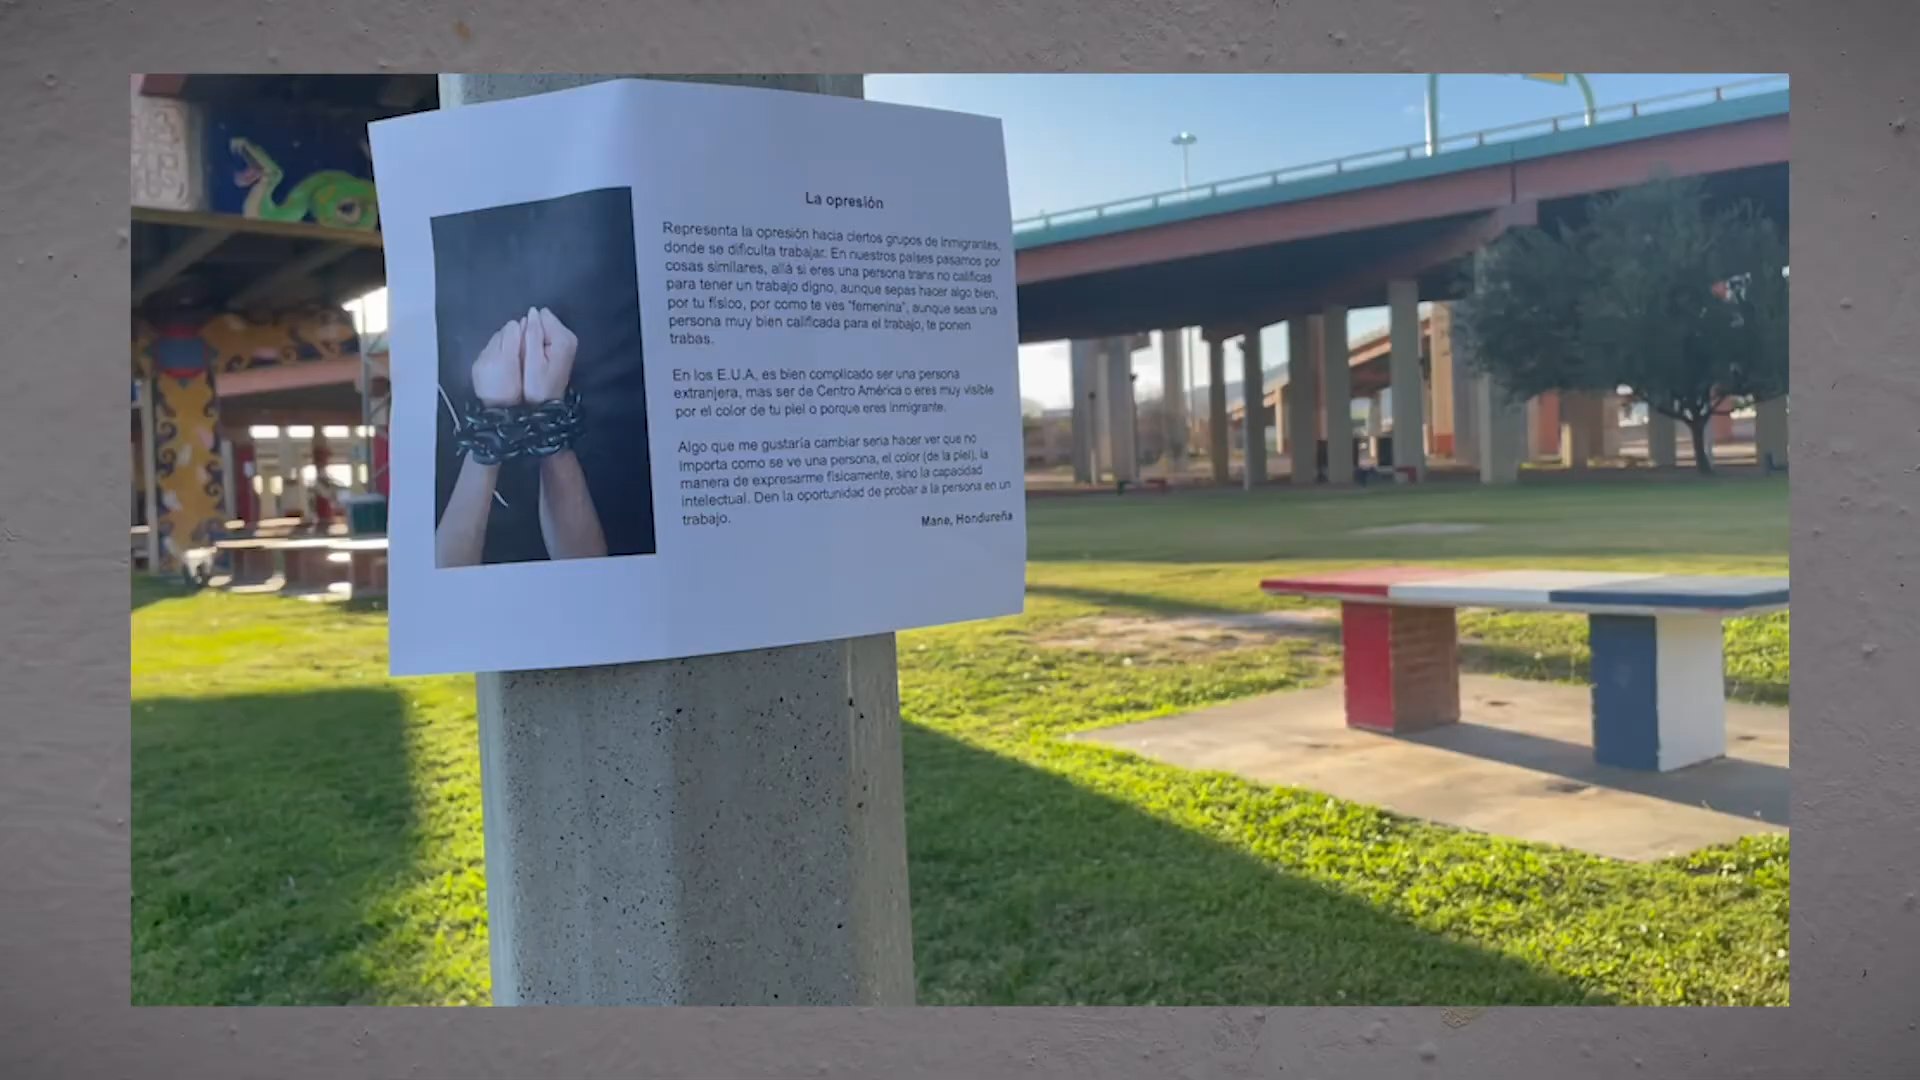 La opresión
Representa la opresión hacia ciertos grupos de inmigrantes,
donde se dificulta trabajar. En nuestros países pasamos por
cosas similares, allá si eres una persona trans no calificas
para tener un trabajo digno, aunque sepas hacer algo bien,
por tu físico, por como te ves "femenina", aunque seas una
persona muy bien calificada para el trabajo, te ponen
trabas.
En los E.U.A, es bien complicado ser una persona
extranjera, mas ser de Centro América o eres muy visible
por el color de tu piel o porque eres inmigrante.
Algo que me gustaría cambiar seria hacer ver que no
importa como se ve una persona, el color (de la piel), la
manera de expresarme físicamente, sino la capacidad
intelectual. Den la oportunidad de probar a la persona en un
trabajo.
Mane, Hondureña